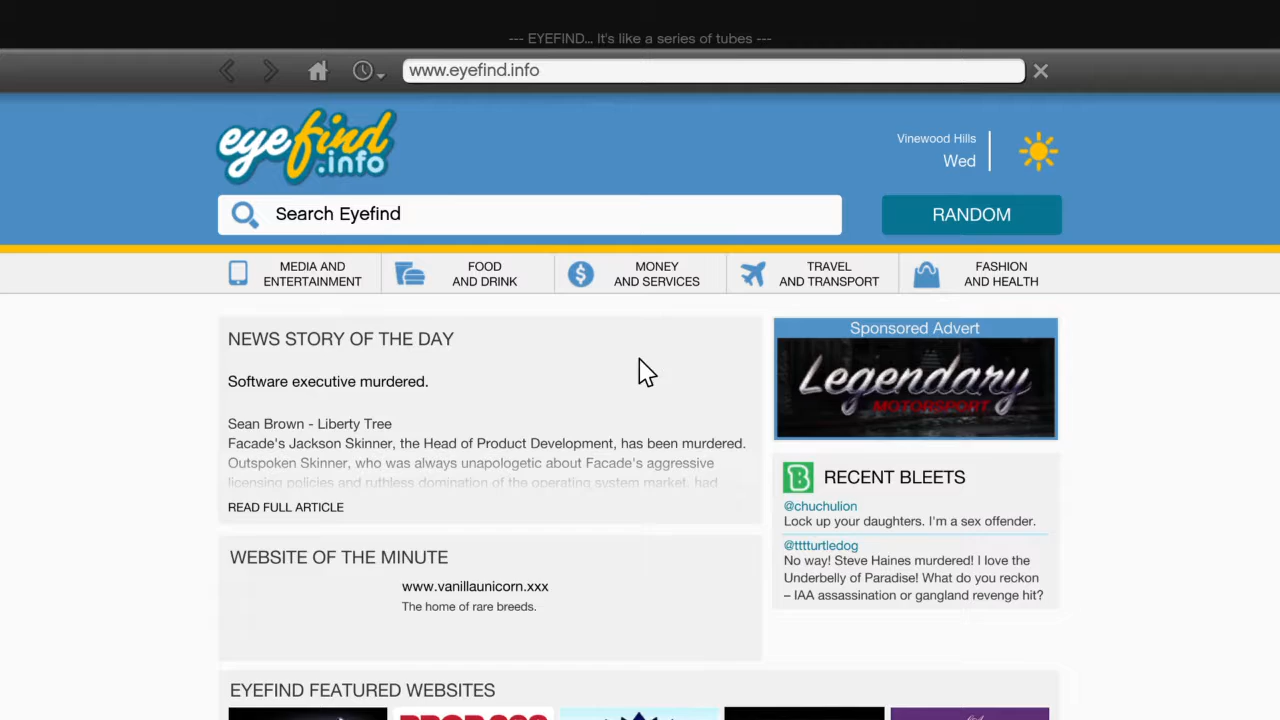 --- EYEFIND... It's like a series of tubes ---
www.eyefind.info
eyefind
.info
Vinewood Hills
Wed
Search Eyefind
RANDOM
MEDIA AND
ENTERTAINMENT
FOOD
AND DRINK
MONEY
AND SERVICES
TRAVEL
AND TRANSPORT
FASHION
AND HEALTH
NEWS STORY OF THE DAY
Software executive murdered.
Sean Brown - Liberty Tree
Facade's Jackson Skinner, the Head of Product Development, has been murdered.
Outspoken Skinner, who was always unapologetic about Facade's aggressive
licensing policies and ruthless domination of the operating system market, had
READ FULL ARTICLE
Sponsored Advert
Legendary
MOTORSPORT
RECENT BLEETS
@chuchulion
Lock up your daughters. I'm a sex offender.
@tttturtledog
No way! Steve Haines murdered! I love the
Underbelly of Paradise! What do you reckon
– IAA assassination or gangland revenge hit?
WEBSITE OF THE MINUTE
www.vanillaunicorn.xxx
The home of rare breeds.
EYEFIND FEATURED WEBSITES